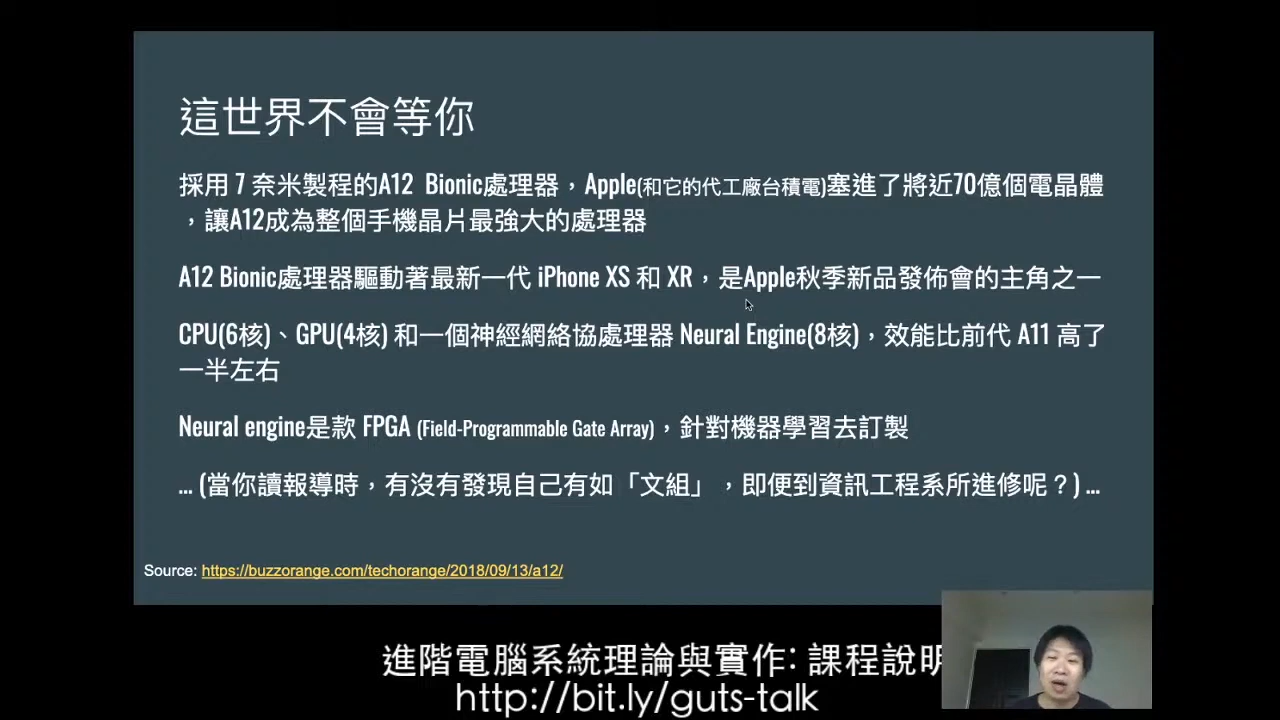 這世界不會等你
採用 7 奈米製程的A12 Bionic處理器，Apple(和它的代工廠台積電)塞進了將近70億個電晶體
，讓A12成為整個手機晶片最強大的處理器
A12 Bionic處理器驅動著最新一代 iPhone XS 和 XR，是Apple秋季新品發佈會的主角之一
CPU(6核)、GPU(4核) 和一個神經網絡協處理器 Neural Engine(8核)，效能比前代 A11 高了
一半左右
Neural engine是款 FPGA (Field-Programmable Gate Array)，針對機器學習去訂製
... (當你讀報導時，有沒有發現自己有如「文組」，即便到資訊工程系所進修呢？) ...
Source: https://buzzorange.com/techorange/2018/09/13/a12/
進階電腦系統理論與實作: 課程說明
http://bit.ly/guts-talk